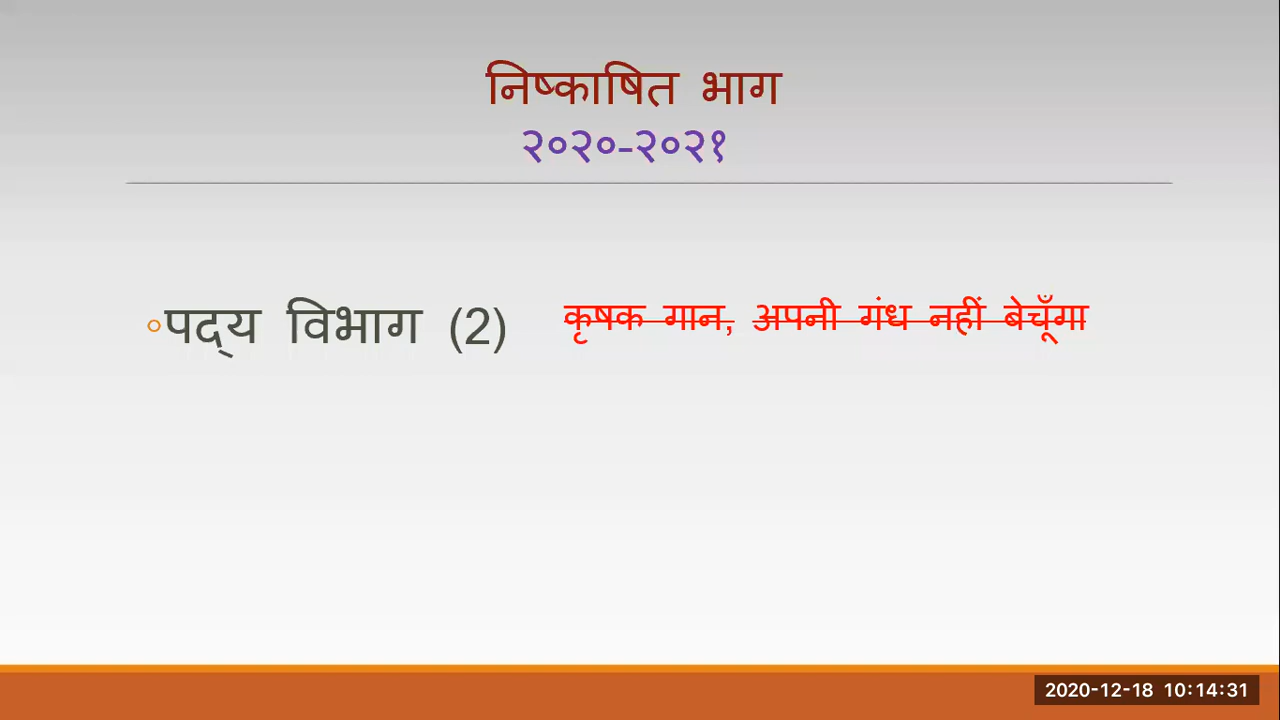 निष्काषित भाग
२०२०-२०२१
◦पद्‌य विभाग (2) कृषक गान, अपनी गंध नहीं बेचूँगा
2020-12-18 10:14:31